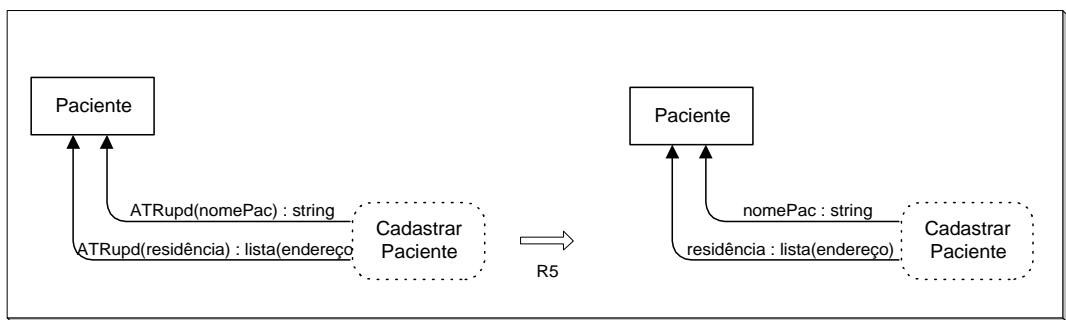 Paciente
ATRupd(nomePac) : string
ATRupd(residência) : lista(endereço
Cadastrar
Paciente
R5
Paciente
nomePac : string
residência : lista(endereço)
Cadastrar
Paciente